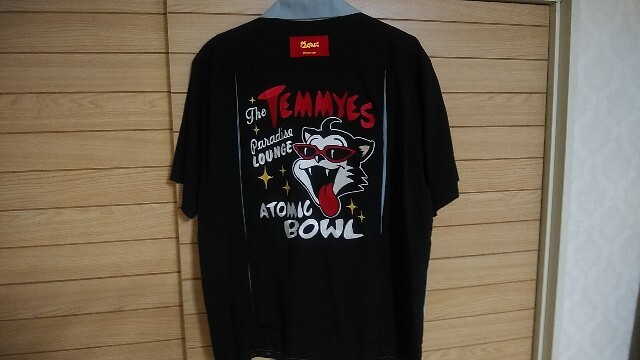 The TEMMYES
Paradise
LOUNGE
ATOMIC
BOWL